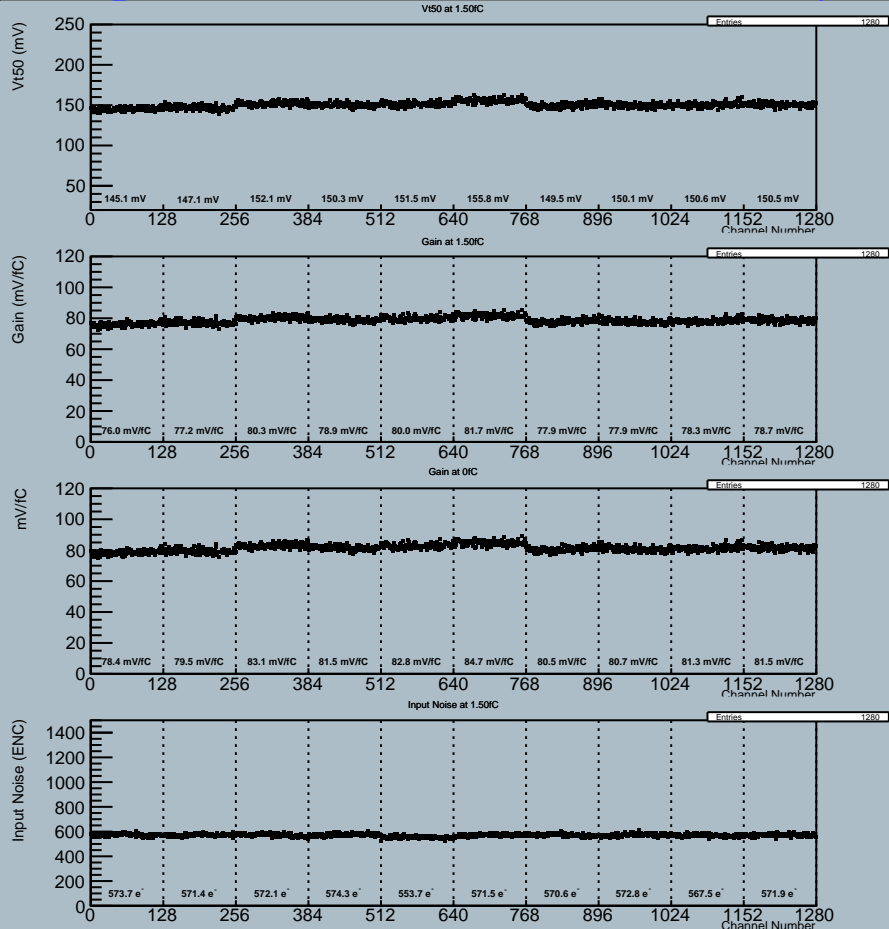 Vt50 at 1.50fC
Entries 1280
Vt50 (mV)
250
200
150
100
50
145.1 mV 147.1 mV 152.1 mV 150.3 mV 151.5 mV 155.8 mV 149.5 mV 150.1 mV 150.6 mV 150.5 mV
0 128 256 384 512 640 768 896 1024 1152 1280
Channel Number
Gain at 1.50fC
Entries 1280
Gain (mV/fC)
120
100
80
60
40
20
0
76.0 mV/fC 77.2 mV/fC 80.3 mV/fC 78.9 mV/fC 80.0 mV/fC 81.7 mV/fC 77.9 mV/fC 77.9 mV/fC 78.3 mV/fC 78.7 mV/fC
0 128 256 384 512 640 768 896 1024 1152 1280
Channel Number
Gain at 0fC
Entries 1280
mV/fC
120
100
80
60
40
20
0
78.4 mV/fC 79.5 mV/fC 83.1 mV/fC 81.5 mV/fC 82.8 mV/fC 84.7 mV/fC 80.5 mV/fC 80.7 mV/fC 81.3 mV/fC 81.5 mV/fC
0 128 256 384 512 640 768 896 1024 1152 1280
Channel Number
Input Noise at 1.50fC
Entries 1280
Input Noise (ENC)
1400
1200
1000
800
600
400
200
0
573.7 e⁻ 571.4 e⁻ 572.1 e⁻ 574.3 e⁻ 553.7 e⁻ 571.5 e⁻ 570.6 e⁻ 572.8 e⁻ 567.5 e⁻ 571.9 e⁻
0 128 256 384 512 640 768 896 1024 1152 1280
Channel Number